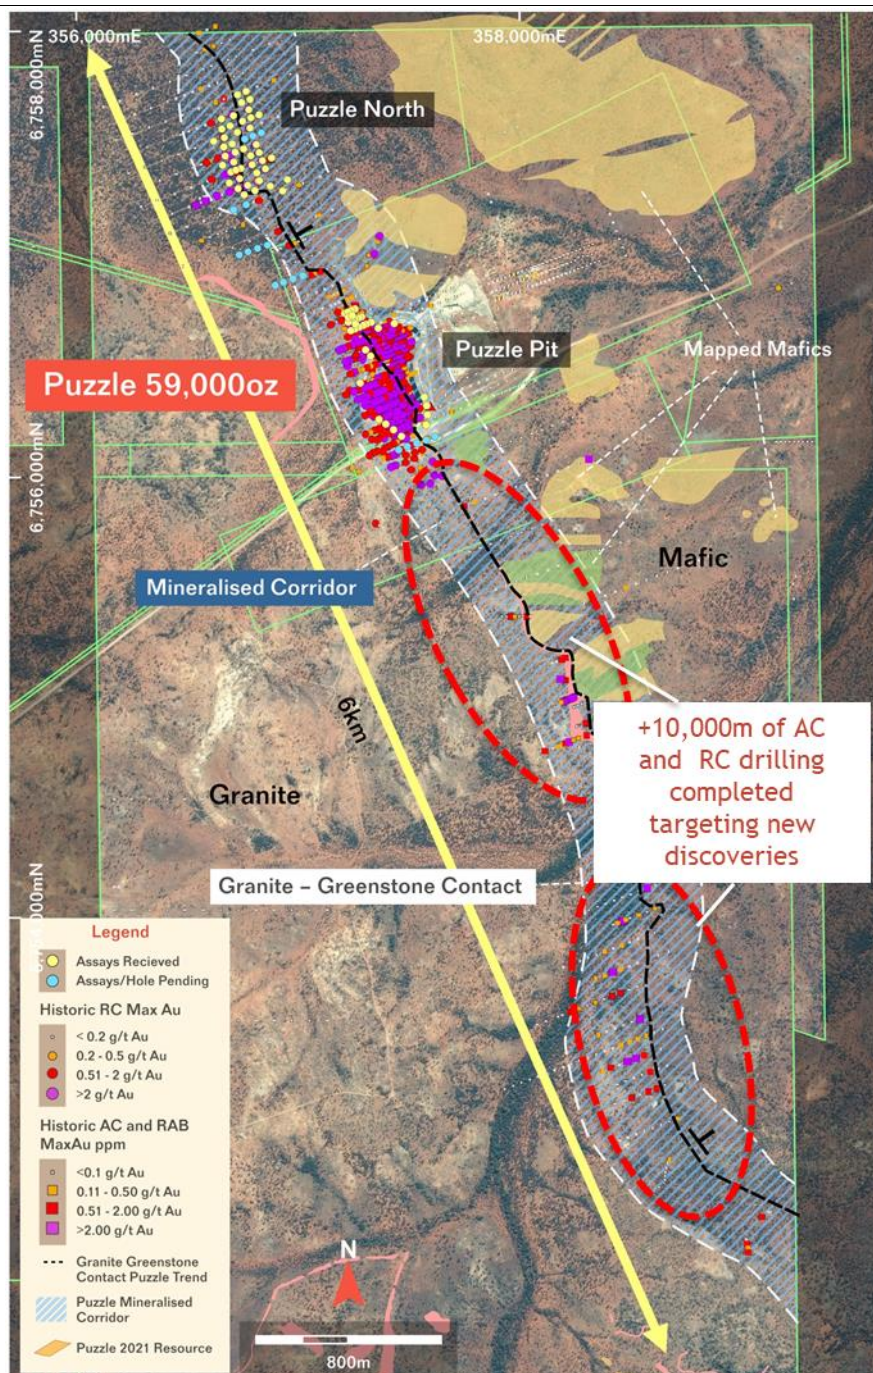 356,000mE
358,000mE
6,758,000mN
Puzzle North
Puzzle Pit
Mapped Mafics
Puzzle 59,000oz
6,756,000mN
Mafic
Mineralised Corridor
6km
+10,000m of AC
and RC drilling
completed
targeting new
discoveries
Granite
Granite – Greenstone Contact
,000mN
Legend
Assays Recieved
Assays/Hole Pending
Historic RC Max Au
< 0.2 g/t Au
0.2 - 0.5 g/t Au
0.51 - 2 g/t Au
>2 g/t Au
Historic AC and RAB
MaxAu ppm
<0.1 g/t Au
0.11 - 0.50 g/t Au
0.51 - 2.00 g/t Au
>2.00 g/t Au
Granite Greenstone
Contact Puzzle Trend
Puzzle Mineralised
Corridor
Puzzle 2021 Resource
N
800m